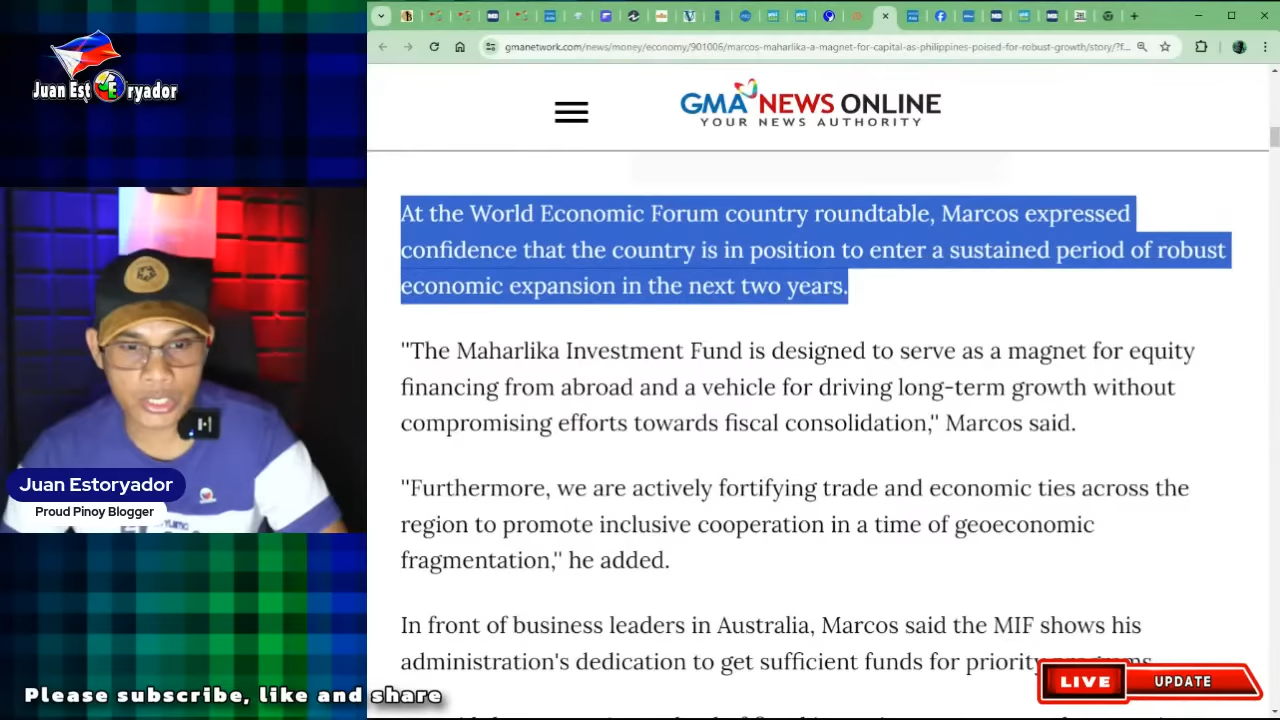 Juan Est ryador
gmanetwork.com/news/money/economy/901006/marcos-maharlika-a-magnet-for-capital-as-philippines-poised-for-robust-growth/story/?f...
GMA NEWS ONLINE
YOUR NEWS AUTHORITY
At the World Economic Forum country roundtable, Marcos expressed
confidence that the country is in position to enter a sustained period of robust
economic expansion in the next two years.
"The Maharlika Investment Fund is designed to serve as a magnet for equity
financing from abroad and a vehicle for driving long-term growth without
compromising efforts towards fiscal consolidation," Marcos said.
"Furthermore, we are actively fortifying trade and economic ties across the
region to promote inclusive cooperation in a time of geoeconomic
fragmentation," he added.
In front of business leaders in Australia, Marcos said the MIF shows his
administration's dedication to get sufficient funds for priority programs
Juan Estoryador
Proud Pinoy Blogger
Please subscribe, like and share
LIVE UPDATE